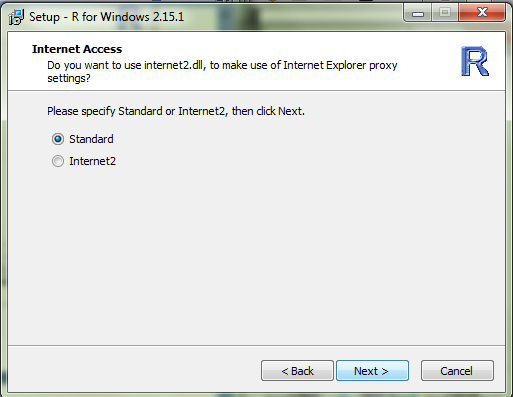 Setup - R for Windows 2.15.1
Internet Access
Do you want to use internet2.dll, to make use of Internet Explorer proxy
settings?
R
Please specify Standard or Internet2, then click Next.
Standard
Internet2
< Back
Next >
Cancel